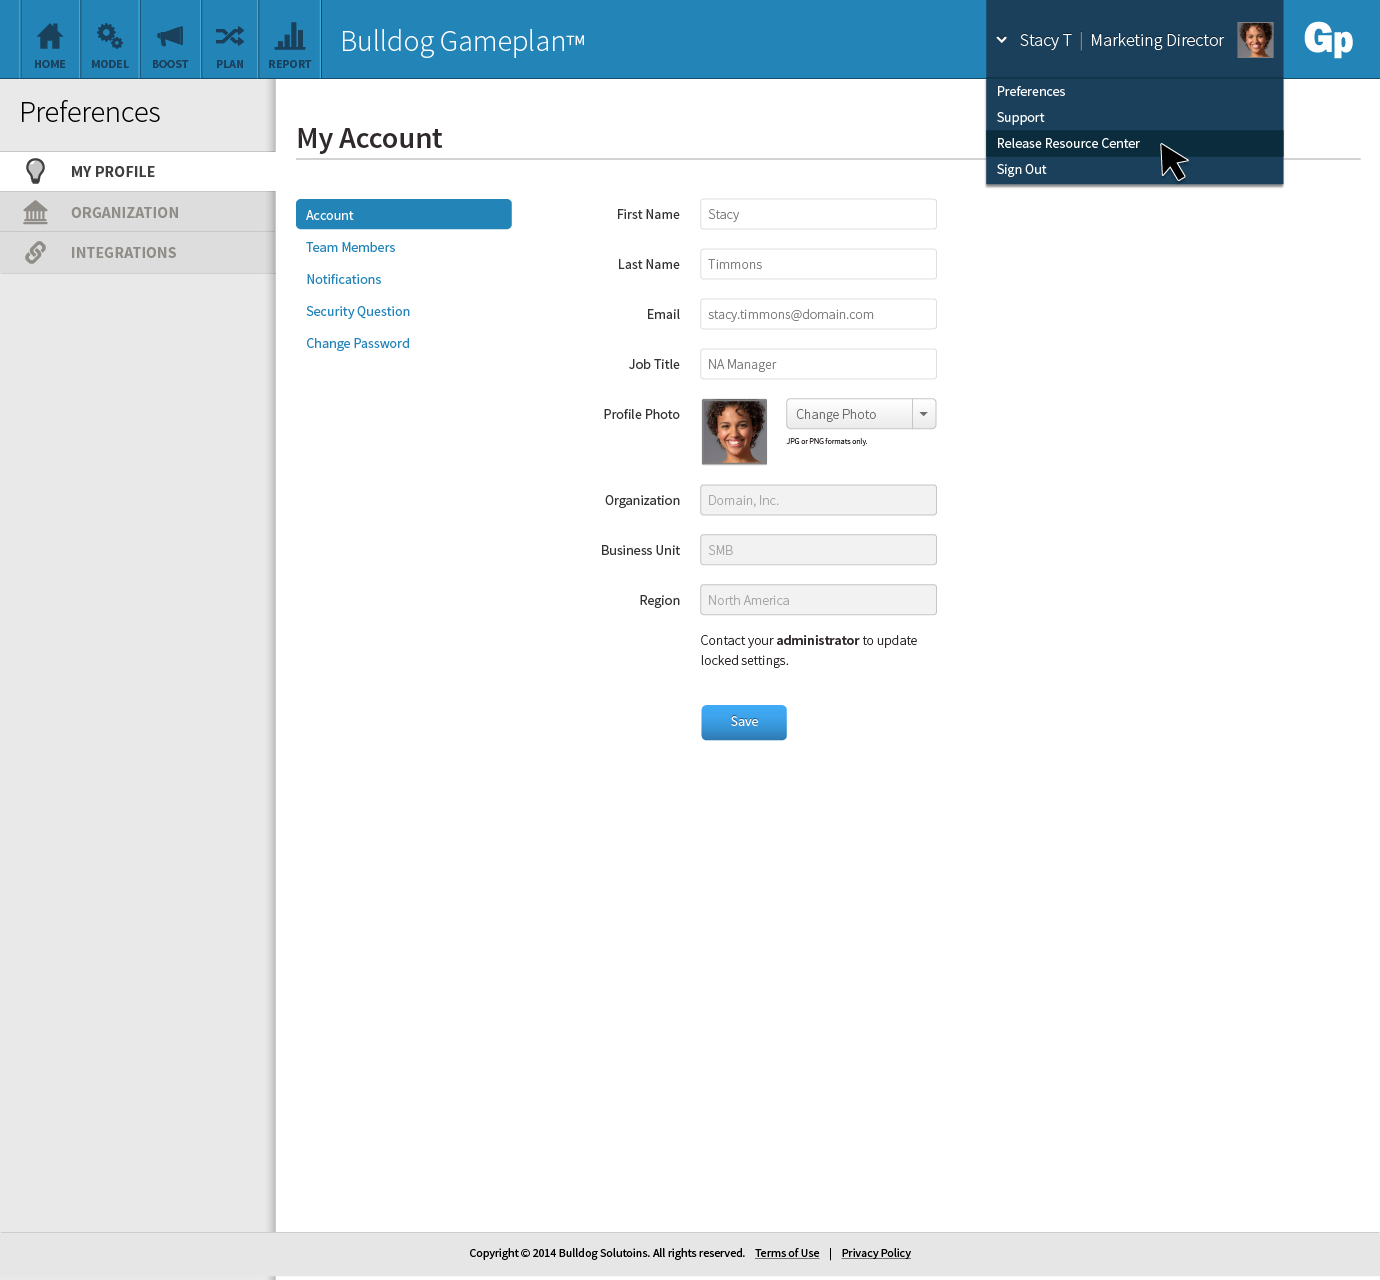 HOME
MODEL
BOOST
PLAN
REPORT
Bulldog Gameplan™
Stacy T | Marketing Director
Gp
Preferences
Support
Release Resource Center
Sign Out
Preferences
MY PROFILE
ORGANIZATION
INTEGRATIONS
My Account
Account
Team Members
Notifications
Security Question
Change Password
First Name Stacy
Last Name Timmons
Email stacy.timmons@domain.com
Job Title NA Manager
Profile Photo Change Photo
JPG or PNG formats only.
Organization Domain, Inc.
Business Unit SMB
Region North America
Contact your administrator to update
locked settings.
Save
Copyright © 2014 Bulldog Solutoins. All rights reserved. Terms of Use | Privacy Policy